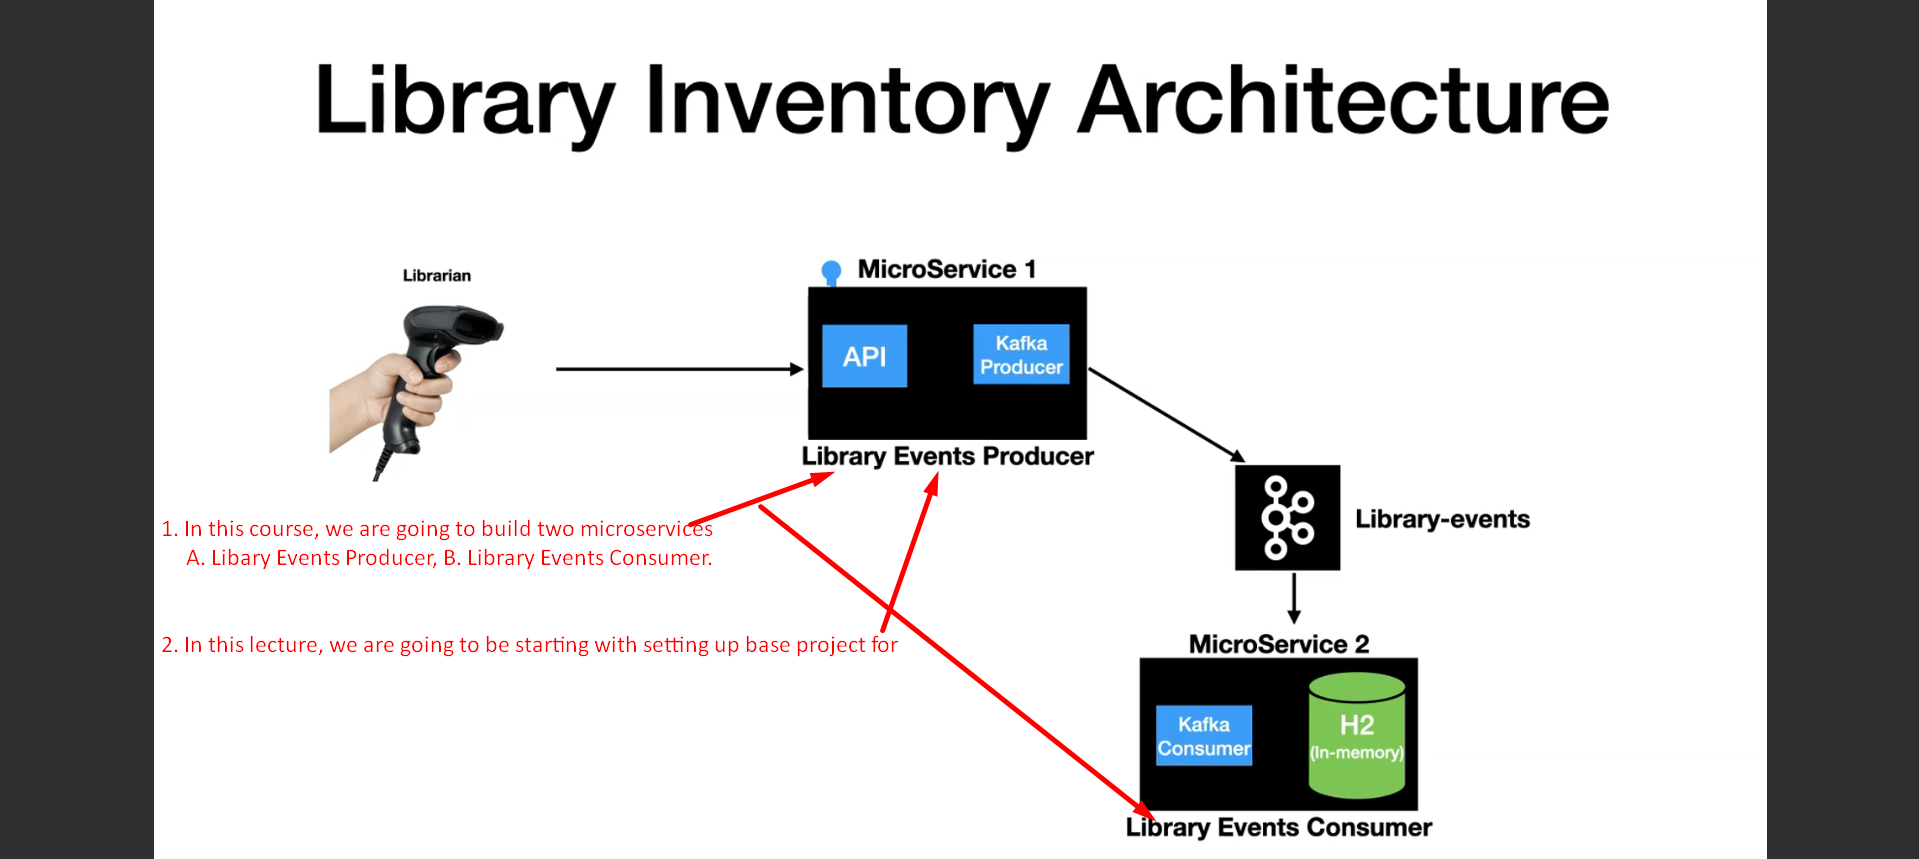 Library Inventory Architecture
Librarian
MicroService 1
API
Kafka
Producer
Library Events Producer
1. In this course, we are going to build two microservices
A. Libary Events Producer, B. Library Events Consumer.
Library-events
2. In this lecture, we are going to be starting with setting up base project for
MicroService 2
Kafka
Consumer
H2
(In-memory)
Library Events Consumer